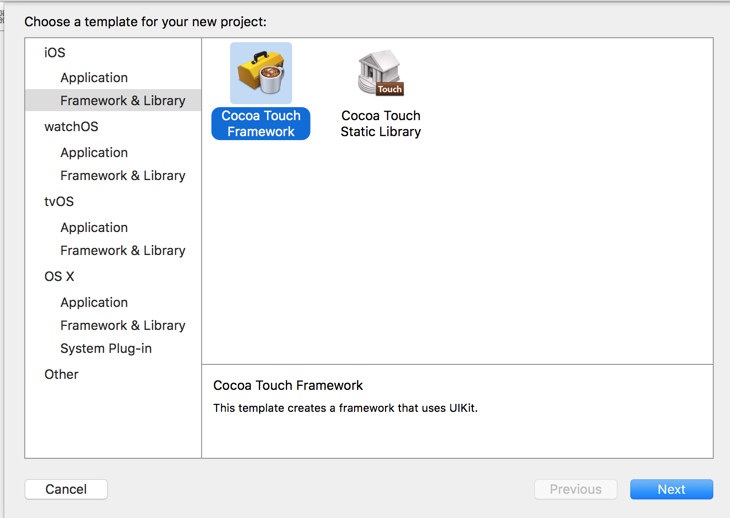 Choose a template for your new project:
iOS
Application
Framework & Library
watchOS
Application
Framework & Library
tvOS
Application
Framework & Library
OS X
Application
Framework & Library
System Plug-in
Other
Cocoa Touch
Framework
Touch
Cocoa Touch
Static Library
Cocoa Touch Framework
This template creates a framework that uses UIKit.
Cancel
Previous
Next